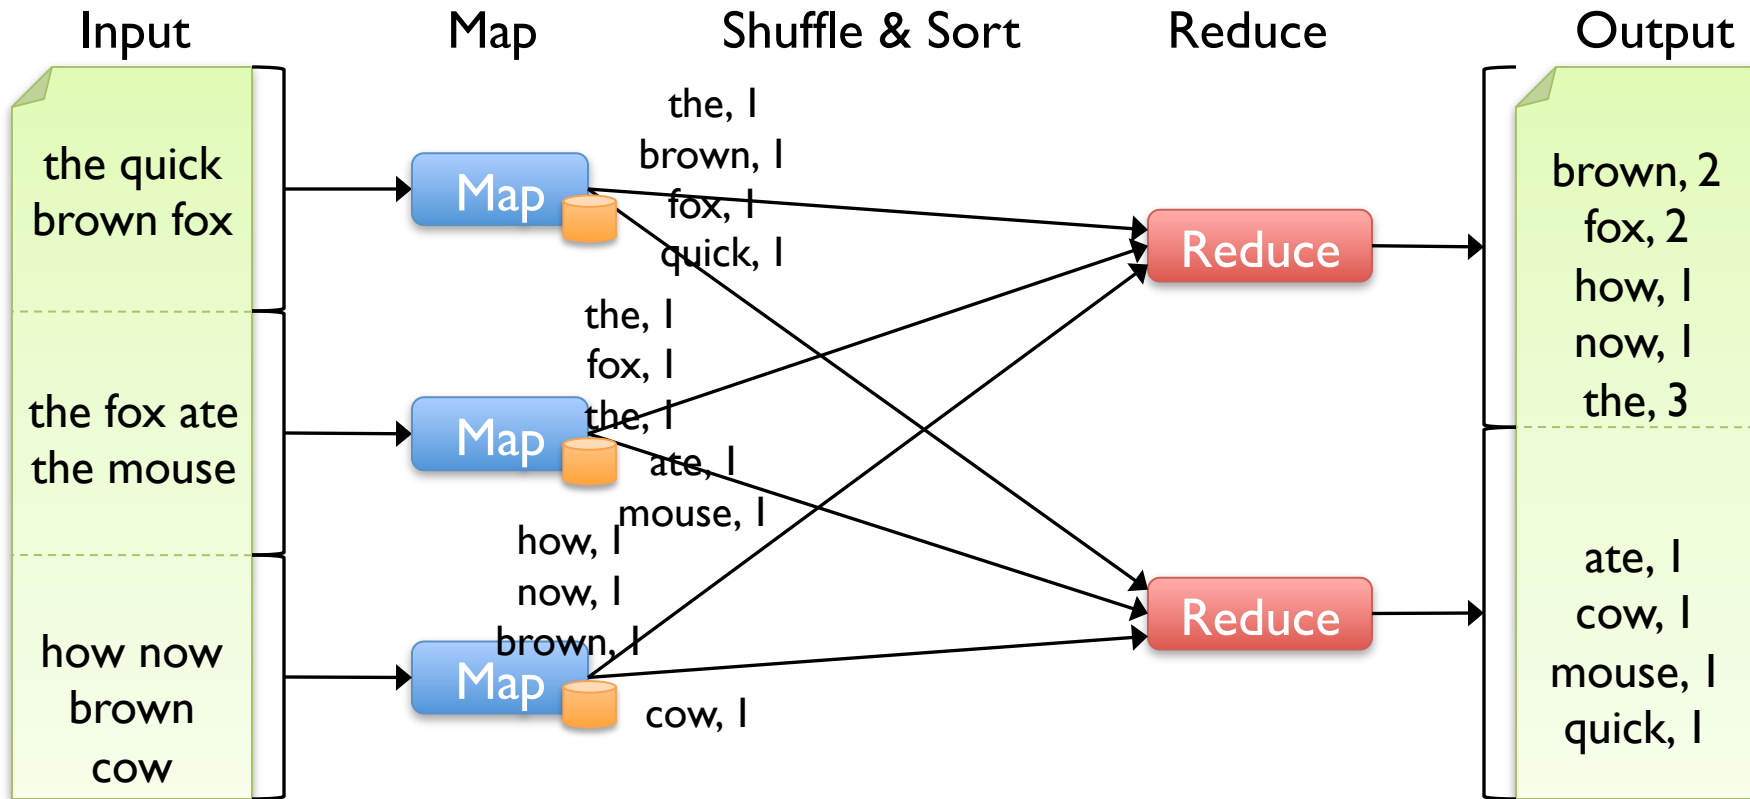 Input
Map
Shuffle & Sort
Reduce
Output
the quick
brown fox
the fox ate
the mouse
how now
brown
cow
Map
Map
Map
the, 1
brown, 1
fox, 1
quick, 1
the, 1
fox, 1
the, 1
ate, 1
mouse, 1
how, 1
now, 1
brown, 1
cow, 1
Reduce
Reduce
brown, 2
fox, 2
how, 1
now, 1
the, 3
ate, 1
cow, 1
mouse, 1
quick, 1